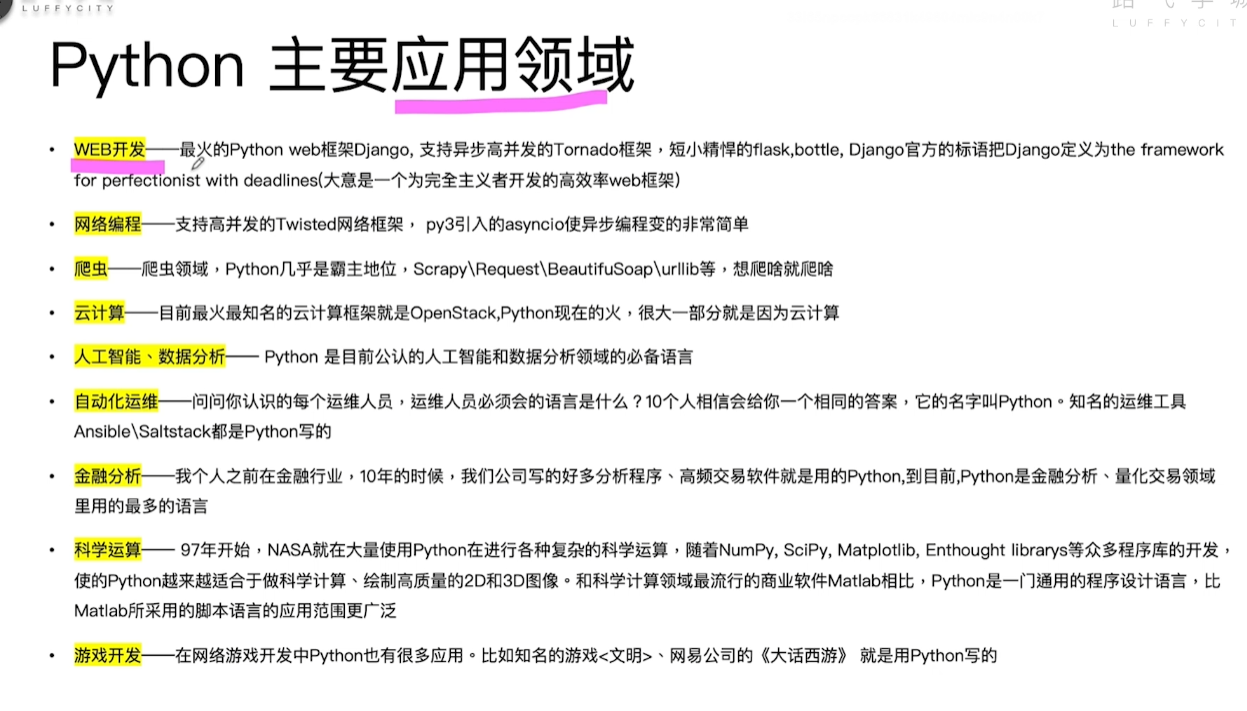 LUFFYCITY
LUFFYCIT
Python 主要应用领域
• WEB开发——最火的Python web框架Django, 支持异步高并发的Tornado框架，短小精悍的flask,bottle, Django官方的标语把Django定义为the framework
for perfectionist with deadlines(大意是一个为完全主义者开发的高效率web框架)
• 网络编程——支持高并发的Twisted网络框架， py3引入的asyncio使异步编程变的非常简单
• 爬虫——爬虫领域，Python几乎是霸主地位，Scrapy\Request\BeautifuSoap\urllib等，想爬啥就爬啥
• 云计算——目前最火最知名的云计算框架就是OpenStack,Python现在的火，很大一部分就是因为云计算
• 人工智能、数据分析—— Python 是目前公认的人工智能和数据分析领域的必备语言
• 自动化运维——问问你认识的每个运维人员，运维人员必须会的语言是什么？10个人相信会给你一个相同的答案，它的名字叫Python。知名的运维工具
Ansible\Saltstack都是Python写的
• 金融分析——我个人之前在金融行业，10年的时候，我们公司写的好多分析程序、高频交易软件就是用的Python,到目前,Python是金融分析、量化交易领域
里用的最多的语言
• 科学运算—— 97年开始，NASA就在大量使用Python在进行各种复杂的科学运算，随着NumPy, SciPy, Matplotlib, Enthought librarys等众多程序库的开发，
使的Python越来越适合于做科学计算、绘制高质量的2D和3D图像。和科学计算领域最流行的商业软件Matlab相比，Python是一门通用的程序设计语言，比
Matlab所采用的脚本语言的应用范围更广泛
• 游戏开发——在网络游戏开发中Python也有很多应用。比如知名的游戏<文明>、网易公司的《大话西游》 就是用Python写的